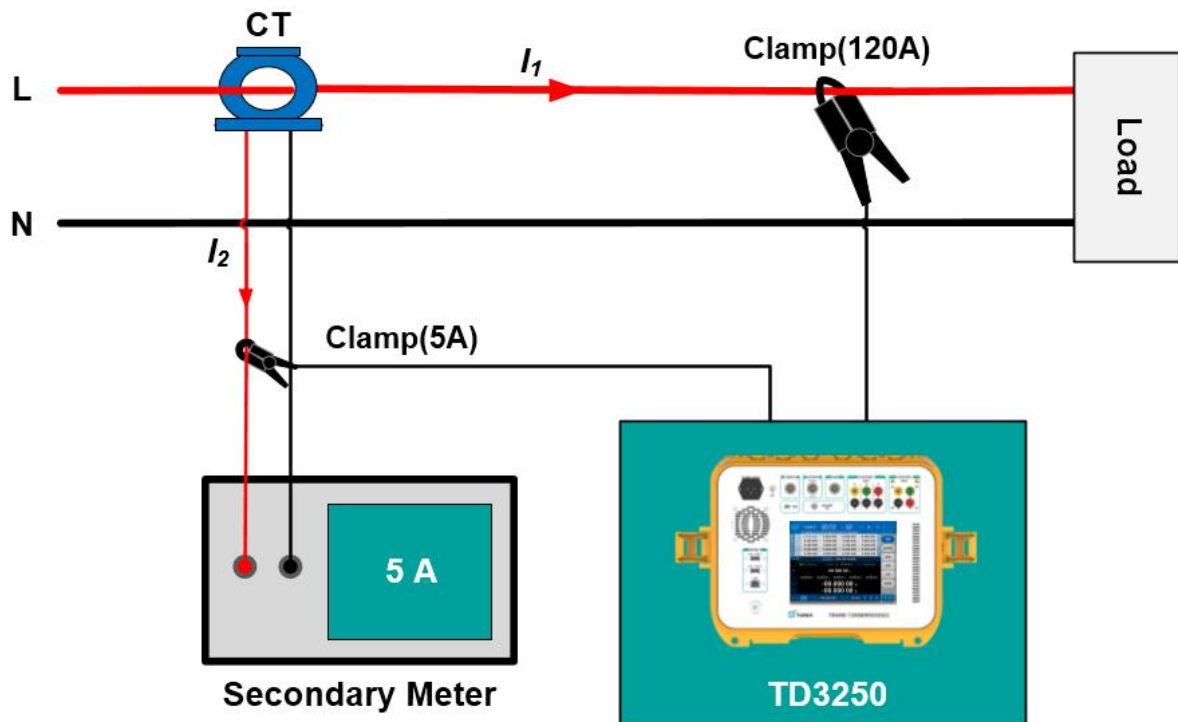 CT
Clamp(120A)
I1
L
Load
N
I2
Clamp(5A)
5 A
Secondary Meter
TD3250